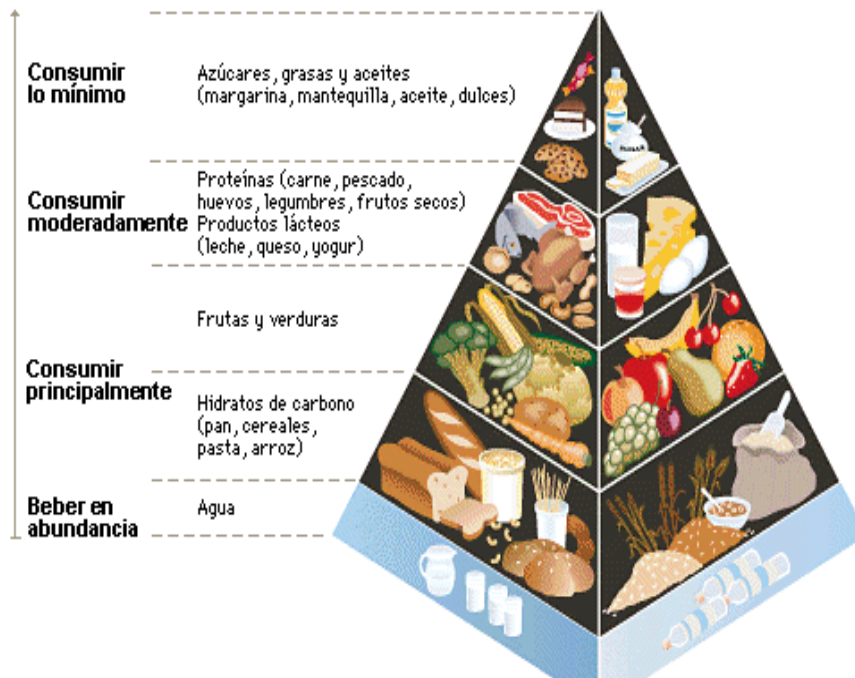 Consumir
lo mínimo
Azúcares, grasas y aceites
(margarina, mantequilla, aceite, dulces)
Consumir
moderadamente
Proteínas (carne, pescado,
huevos, legumbres, frutos secos)
Productos lácteos
(leche, queso, yogur)
Frutas y verduras
Consumir
principalmente
Hidratos de carbono
(pan, cereales,
pasta, arroz)
Beber en
abundancia
Agua
SUGAR